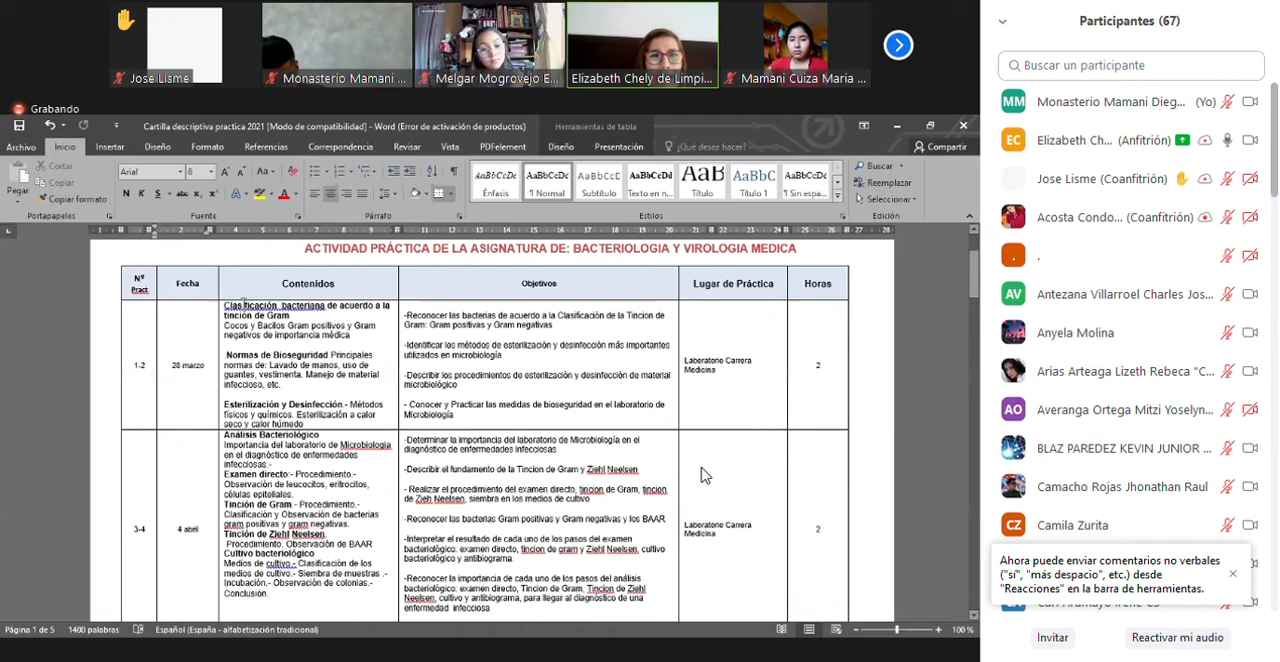 Jose Lisme
Monasterio Mamani ...
Melgar Mogrovejo E...
Elizabeth Chely de Limpi...
Mamani Cuiza Maria ...
Grabando
Cartilla descriptiva practica 2021 [Modo de compatibilidad] - Word (Error de activación de productos)
Herramientas de tabla
Archivo
Inicio
Insertar
Diseño
Formato
Referencias
Correspondencia
Revisar
Vista
PDFelement
Diseño
Presentación
¿Qué desea hacer?
Compartir
Pegar
Cortar
Copiar
Copiar formato
Portapapeles
Arial
8
N K S abc
Fuente
Párrafo
AaBbCcDc
Énfasis
AaBbCcDc
¶ Normal
AaBbCcC
Subtítulo
AaBbCcDc
Texto en n...
AaB
Título
AaBbC
Título 1
AaBbCcDc
¶ Sin espa...
Estilos
Buscar
Reemplazar
Seleccionar
Edición
ACTIVIDAD PRÁCTICA DE LA ASIGNATURA DE: BACTERIOLOGIA Y VIROLOGIA MEDICA
Nº
Pract
Fecha
Contenidos
Objetivos
Lugar de Práctica
Horas
1-2
28 marzo
Clasificación bacteriana de acuerdo a la
tinción de Gram
Cocos y Bacilos Gram positivos y Gram
negativos de importancia médica
Normas de Bioseguridad Principales
normas de: Lavado de manos, uso de
guantes, vestimenta, Manejo de material
infeccioso, etc.
Esterilización y Desinfección.- Métodos
físicos y químicos. Esterilización a calor
seco y calor húmedo
-Reconocer las bacterias de acuerdo a la Clasificación de la Tincion de
Gram: Gram positivas y Gram negativas
-Identificar los métodos de esterilización y desinfección más importantes
utilizados en microbiología
-Describir los procedimientos de esterilización y desinfección de material
microbiológico
- Conocer y Practicar las medidas de bioseguridad en el laboratorio de
Microbiología
Laboratorio Carrera
Medicina
2
3-4
4 abril
Análisis Bacteriológico
Importancia del laboratorio de Microbiología
en el diagnóstico de enfermedades
infecciosas.-
Examen directo:- Procedimiento.-
Observación de leucocitos, eritrocitos,
células epiteliales.
Tinción de Gram - Procedimiento.-
Clasificación y Observación de bacterias
gram positivas y gram negativas.
Tinción de Ziehl Neelsen.
Procedimiento, Observación de BAAR
Cultivo bacteriológico
Medios de cultivo.- Clasificación de los
medios de cultivo.- Siembra de muestras .-
Incubación.- Observación de colonias.-
Conclusión.
-Determinar la importancia del laboratorio de Microbiología en el
diagnóstico de enfermedades infecciosas
-Describir el fundamento de la Tincion de Gram y Ziehl Neelsen
- Realizar el procedimiento del examen directo, tincion de Gram, tincion
de Zieh Neelsen, siembra en los medios de cultivo
-Reconocer las bacterias Gram positivas y Gram negativas y los BAAR
-Interpretar el resultado de cada uno de los pasos del examen
bacteriológico: examen directo, tincion de gram y Ziehl Neelsen, cultivo
bacteriológico y antibiograma.
-Reconocer la importancia de cada uno de los pasos del análisis
bacteriológico: examen directo, Tincion de Gram, Tincion de Ziehl
Neelsen, cultivo y antibiograma, para llegar al diagnóstico de una
enfermedad infecciosa
Laboratorio Carrera
Medicina
2
Página 1 de 5
1400 palabras
Español (España - alfabetización tradicional)
100 %
Participantes (67)
Buscar un participante
MM Monasterio Mamani Dieg... (Yo)
EC Elizabeth Ch... (Anfitrión)
Jose Lisme (Coanfitrión)
Acosta Condo... (Coanfitrión)
. .
AV Antezana Villarroel Charles Jos...
Anyela Molina
Arias Arteaga Lizeth Rebeca "C...
AO Averanga Ortega Mitzi Yoselyn...
BLAZ PAREDEZ KEVIN JUNIOR ...
Camacho Rojas Jhonathan Raul
CZ Camila Zurita
Ahora puede enviar comentarios no verbales
("sí", "más despacio", etc.) desde
"Reacciones" en la barra de herramientas.
Invitar
Reactivar mi audio